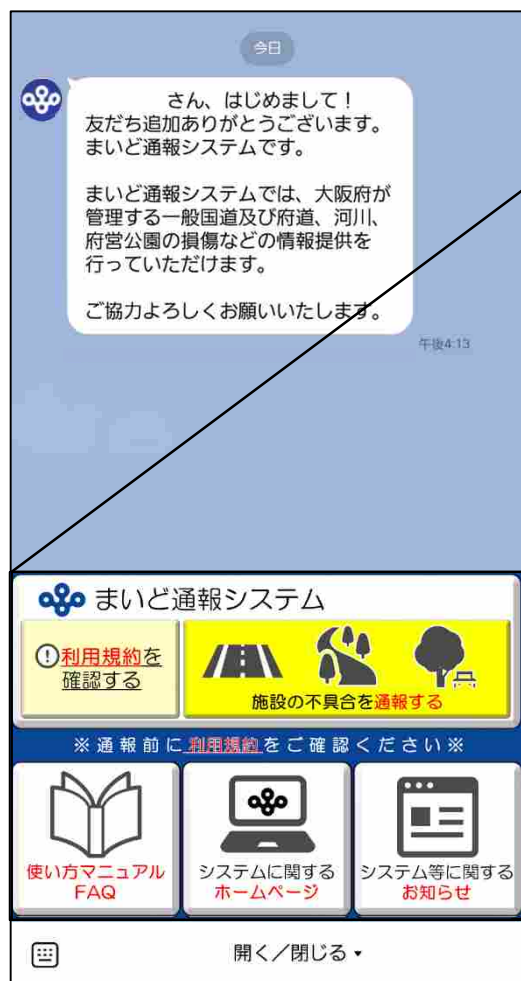 今日
さん、はじめまして！
友だち追加ありがとうございます。
まいど通報システムです。
まいど通報システムでは、大阪府が
管理する一般国道及び府道、河川、
府営公園の損傷などの情報提供を
行っていただけます。
ご協力よろしくお願いいたします。
午後4:13
まいど通報システム
利用規約を
確認する
施設の不具合を通報する
※通報前に利用規約をご確認ください※
使い方マニュアル
FAQ
システムに関する
ホームページ
システム等に関する
お知らせ
開く／閉じる▼